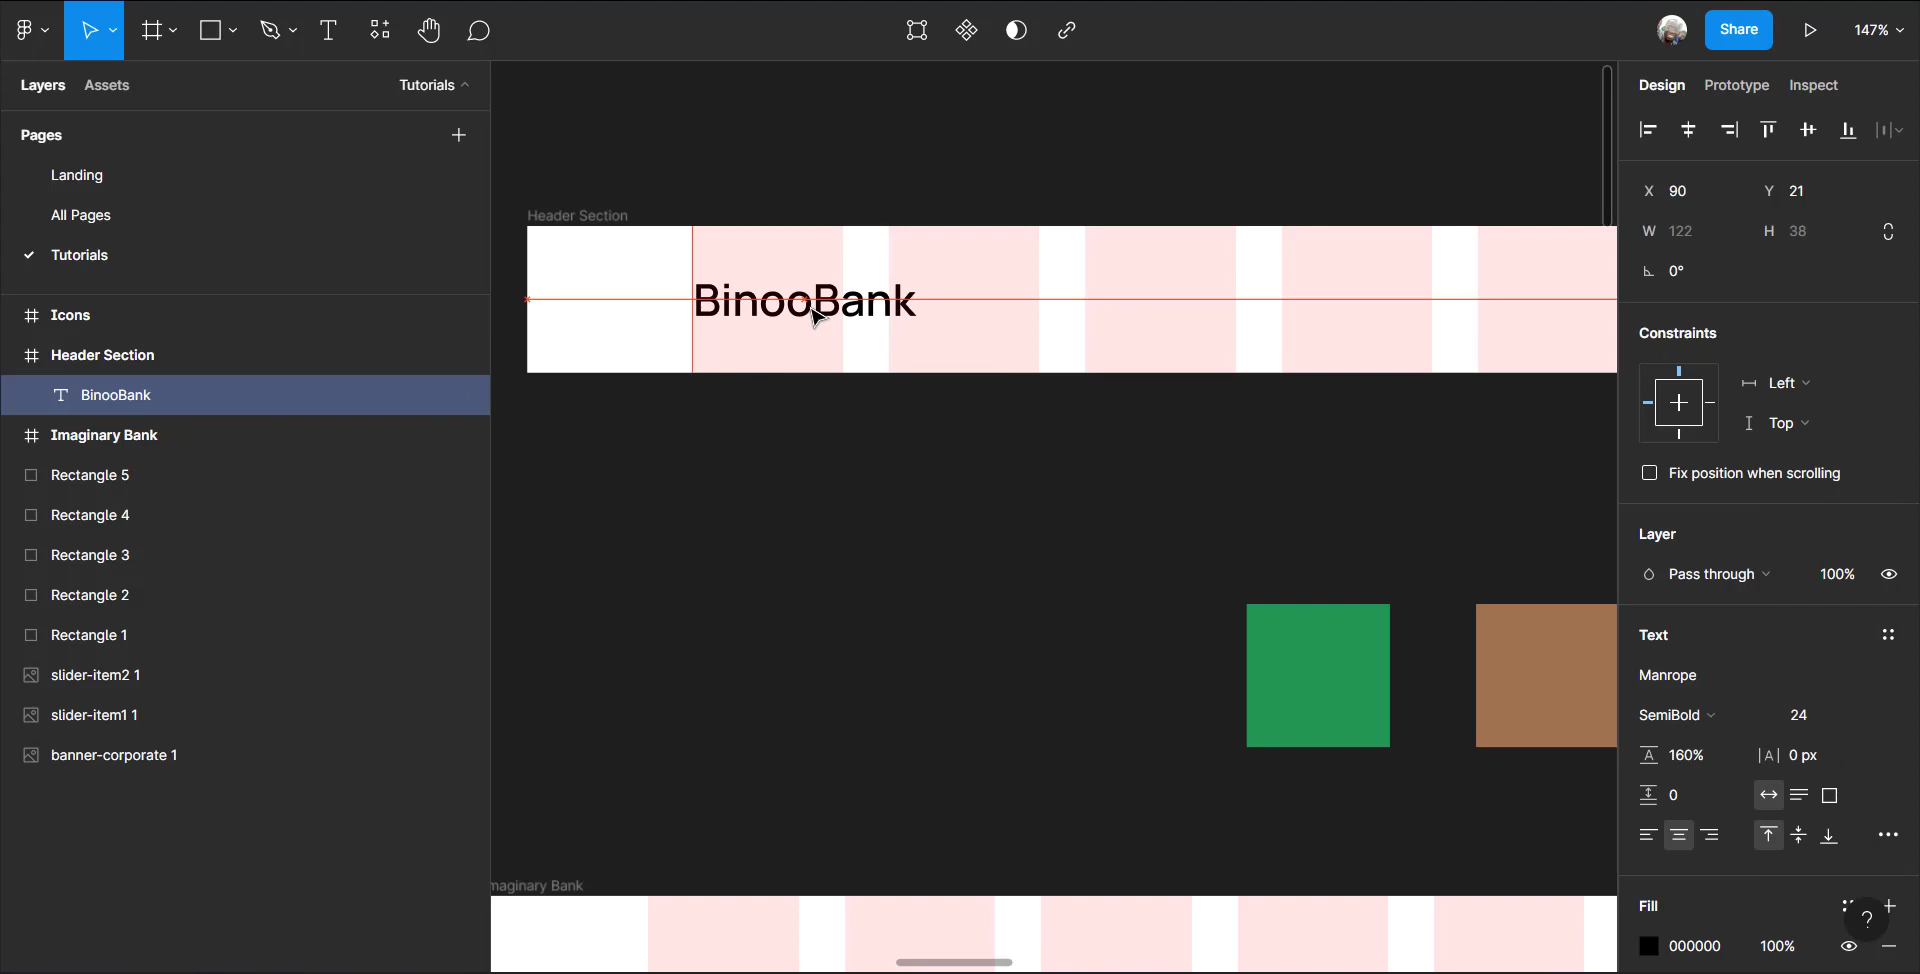 Share
147%
Layers
Assets
Tutorials
Design
Prototype
Inspect
Pages
Landing
All Pages
Tutorials
Icons
Header Section
BinooBank
Imaginary Bank
Rectangle 5
Rectangle 4
Rectangle 3
Rectangle 2
Rectangle 1
slider-item2 1
slider-item1 1
banner-corporate 1
Header Section
BinooBank
maginary Bank
X 90 Y 21
W 122 H 38
0°
Constraints
Left
Top
Fix position when scrolling
Layer
Pass through 100%
Text
Manrope
SemiBold 24
160% |A| 0 px
0
Fill
000000 100%
?